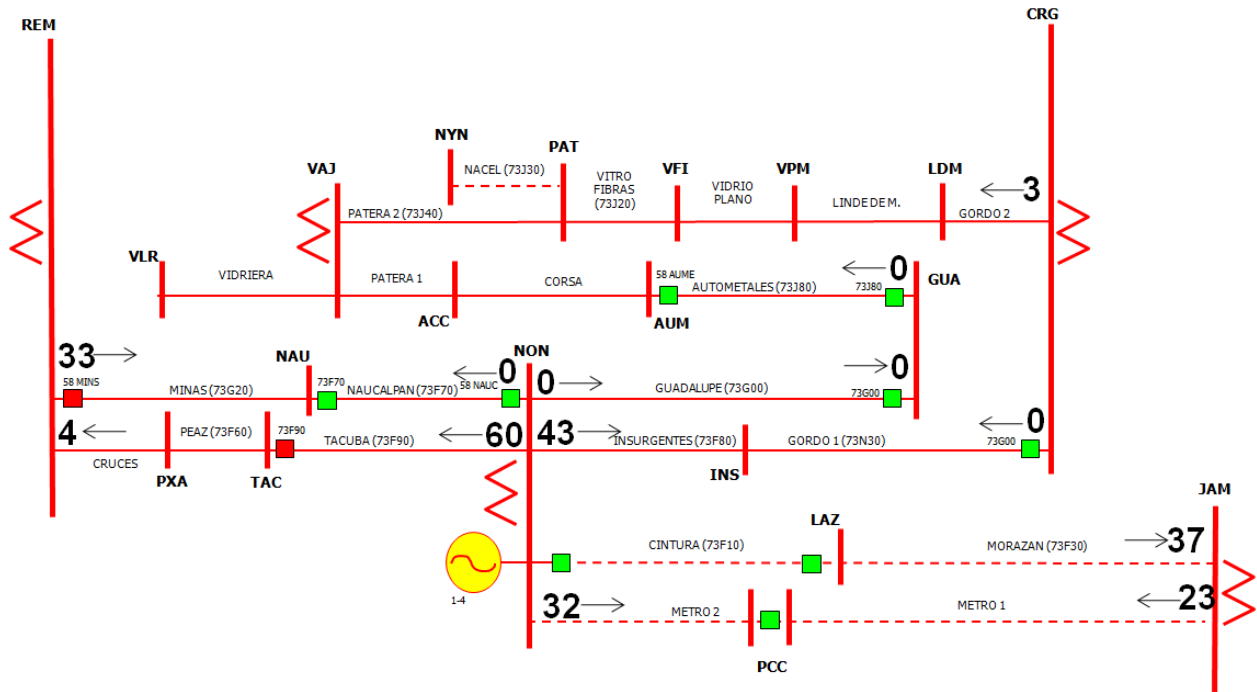 CRG
REM
NYN
PAT
VAJ
NACEL (73J30)
VFI
VPM
LDM
VITRO
FIBRAS
(73J20)
VIDRIO
PLANO
3
PATERA 2 (73J40)
LINDE DE M.
GORDO 2
VLR
VIDRIERA
PATERA 1
CORSA
58 AUME
AUTOMETALES (73J80)
73J80
0
GUA
ACC
AUM
33
NAU
NON
58 MINS
MINAS (73G20)
73F70
NAUCALPAN (73F70)
58 NAUC
0
0
GUADALUPE (73G00)
73G00
0
4
PEAZ (73F60)
73F90
TACUBA (73F90)
60
43
INSURGENTES (73F80)
GORDO 1 (73N30)
73G00
0
CRUCES
PXA
TAC
INS
JAM
LAZ
CINTURA (73F10)
MORAZAN (73F30)
37
1-4
32
METRO 2
METRO 1
23
PCC